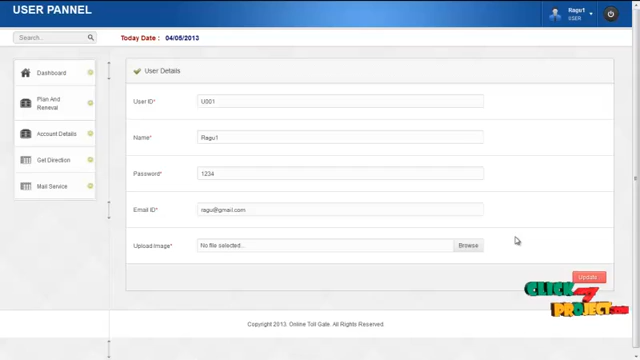 USER PANNEL
Ragu1
USER
Search...
Today Date : 04/05/2013
Dashboard
Plan And
Renewal
Account Details
Get Direction
Mail Service
User Details
User ID*
U001
Name*
Ragu1
Password*
1234
Email ID*
ragu@gmail.com
Upload Image*
No file selected...
Browse
Update
CLICK MY
PROJECT.COM
Copyright 2013. Online Toll Gate. All Rights Reserved